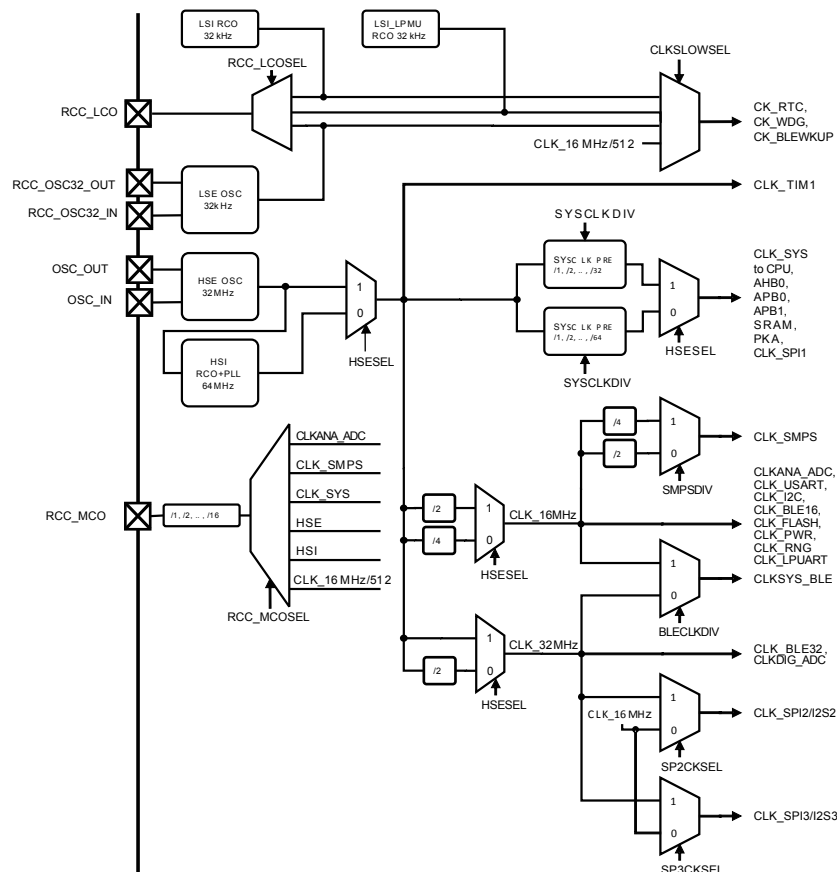 LSI RCO
32 kHz
LSI_LPMU
RCO 32 kHz
RCC_LCOSEL
CLKSLOWSEL
RCC_LCO
CK_RTC,
CK_WDG,
CK_BLEWKUP
CLK_16 MHz/512
RCC_OSC32_OUT
RCC_OSC32_IN
LSE OSC
32kHz
CLK_TIM1
SYSCLKDIV
OSC_OUT
OSC_IN
HSE OSC
32MHz
1
0
HSESEL
SYSC LK PRE
/1, /2, .. , /32
SYSC LK PRE
/1, /2, .. , /64
SYSCLKDIV
1
0
HSESEL
CLK_SYS
to CPU,
AHB0,
APB0,
APB1,
SRAM,
PKA,
CLK_SPI1
HSI
RCO+PLL
64MHz
RCC_MCO
/1, /2, .. , /16
CLKANA_ADC
CLK_SMPS
CLK_SYS
HSE
HSI
CLK_16 MHz/512
RCC_MCOSEL
/4
/2
1
0
SMPSDIV
CLK_SMPS
/2
/4
1
0
HSESEL
CLK_16MHz
CLKANA_ADC,
CLK_USART,
CLK_I2C,
CLK_BLE16,
CLK_FLASH,
CLK_PWR,
CLK_RNG
CLK_LPUART
1
0
BLECLKDIV
CLKSYS_BLE
/2
1
0
HSESEL
CLK_32MHz
CLK_BLE32,
CLKDIG_ADC
CLK_16 MHz
1
0
SP2CKSEL
CLK_SPI2/I2S2
1
0
SP3CKSEL
CLK_SPI3/I2S3